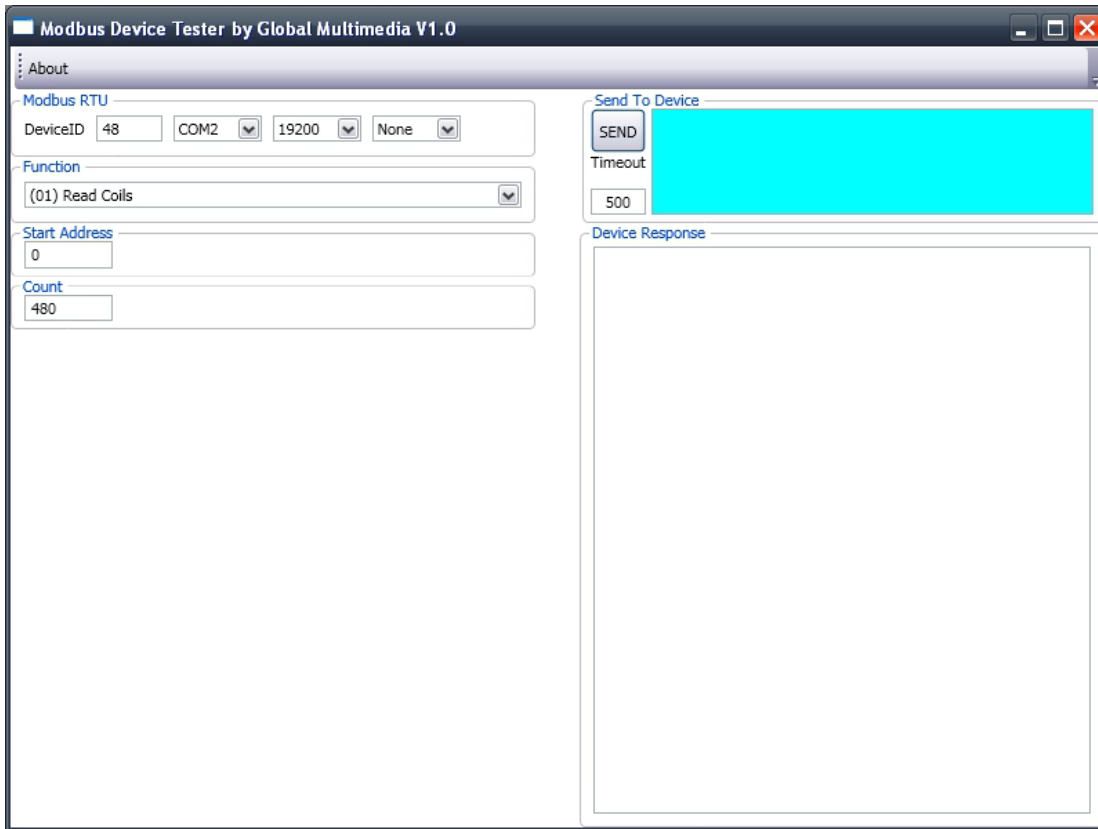 Modbus Device Tester by Global Multimedia V1.0
About
Modbus RTU
DeviceID 48 COM2 19200 None
Function
(01) Read Coils
Start Address
0
Count
480
Send To Device
SEND
Timeout
500
Device Response